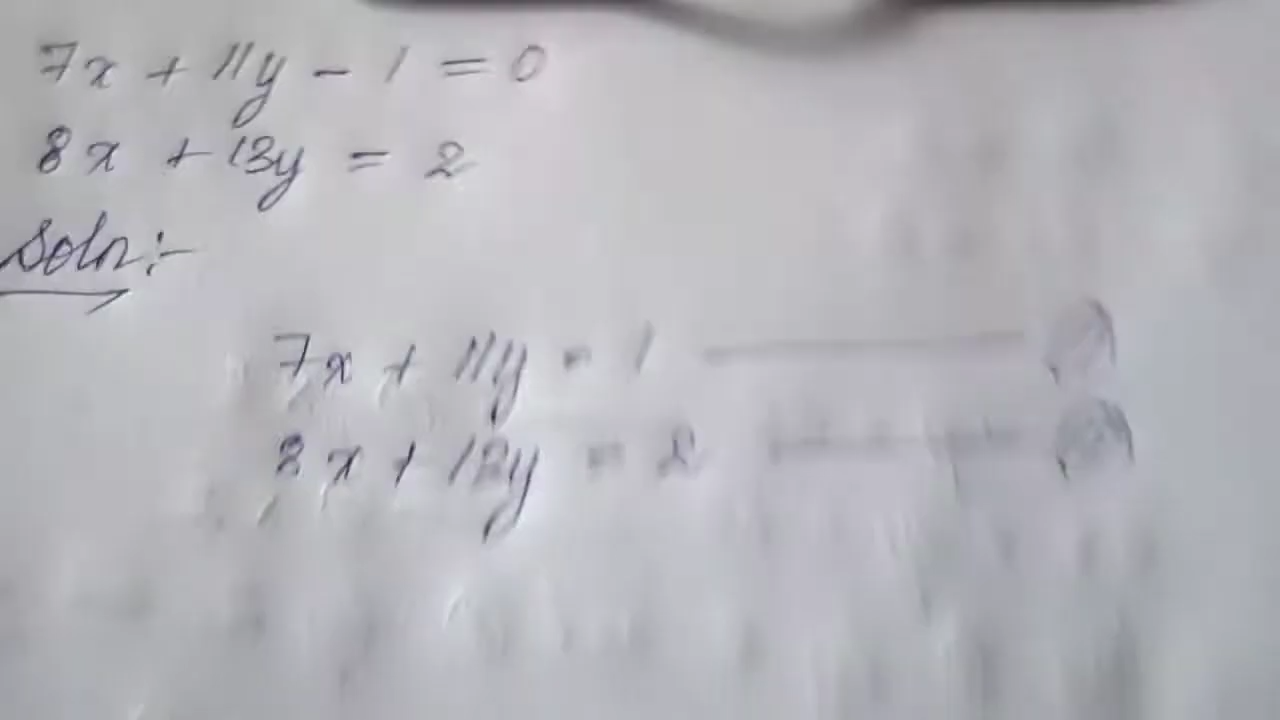 7x + 11y - 1 = 0
8x + 13y = 2
Soln:-
7x + 11y = 1
8x + 13y = 2